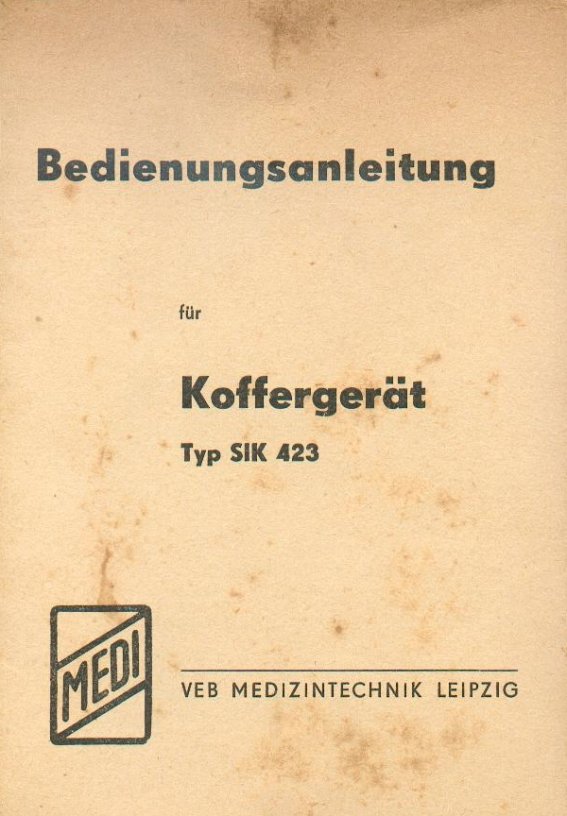 Bedienungsanleitung
für
Koffergerät
Typ SIK 423
MEDI
VEB MEDIZINTECHNIK LEIPZIG